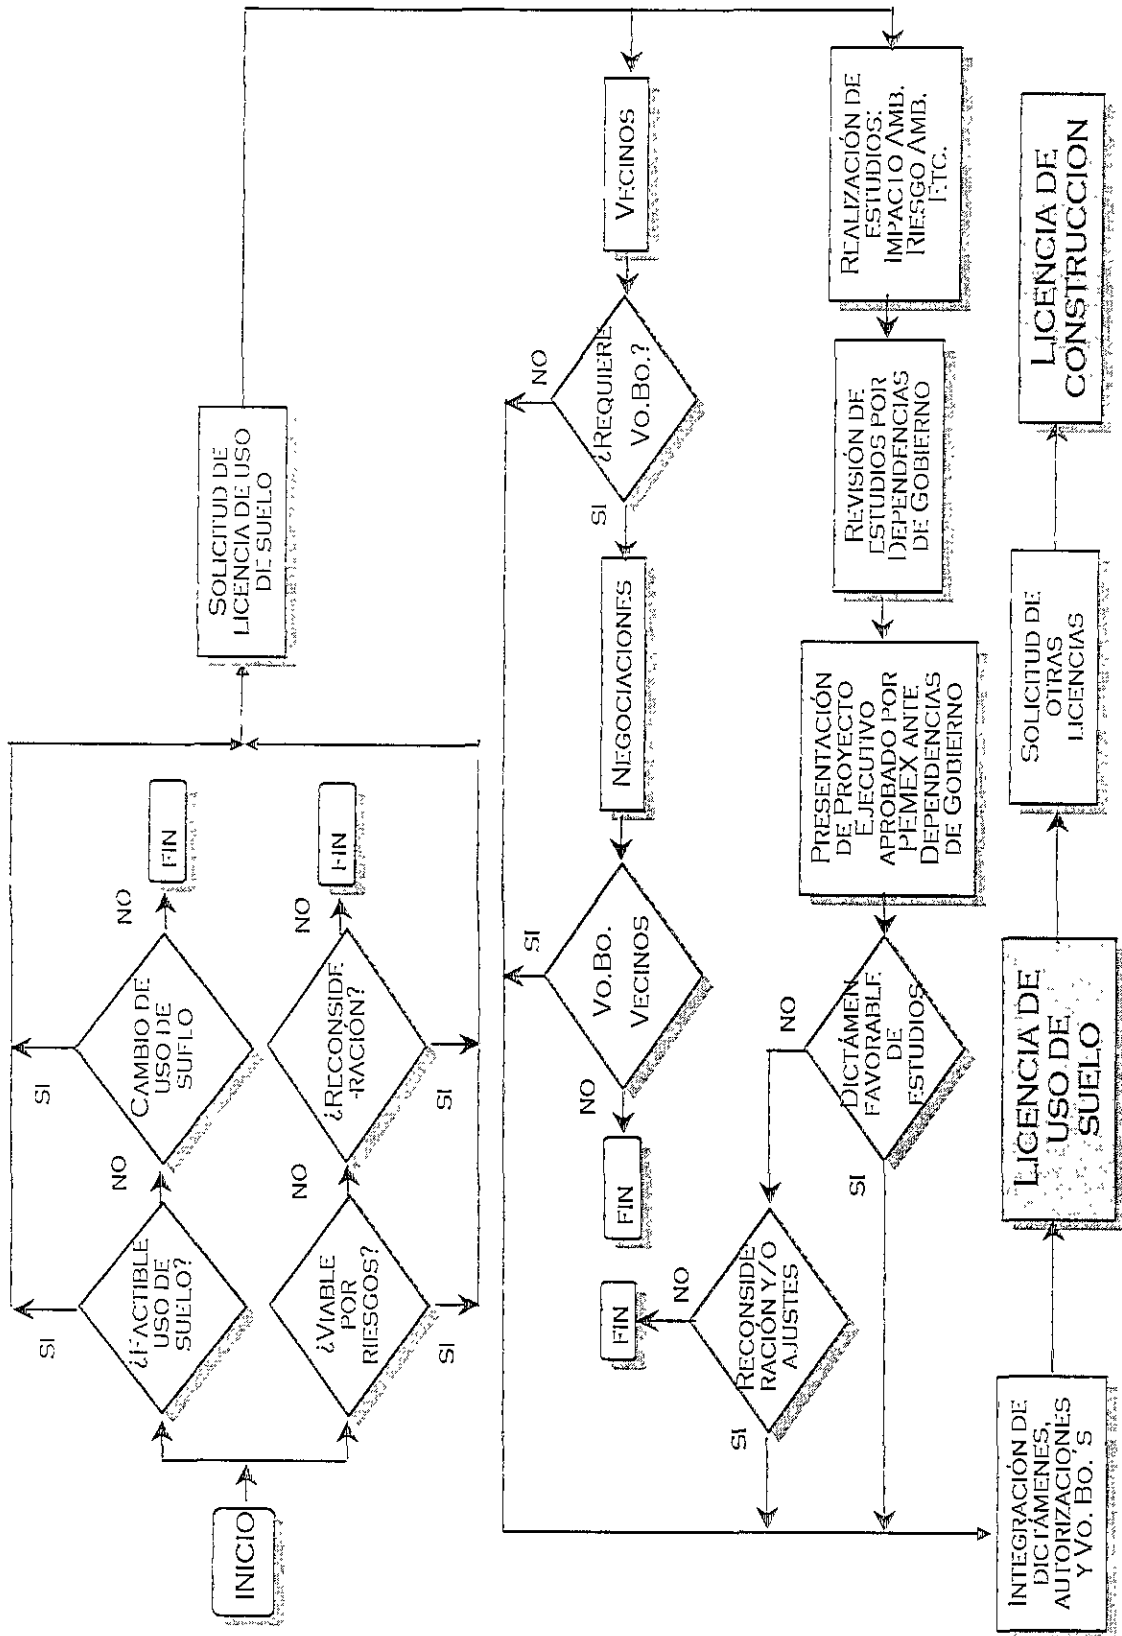 INICIO
¿FACTIBLE
USO DE
SUELO?
SI
NO
CAMBIO DE
USO DE
SUELO
SI
NO
FIN
¿VIABLE
POR
RIESGOS?
SI
NO
¿RECONSIDE
-RACIÓN?
SI
NO
FIN
SOLICITUD DE
LICENCIA DE USO
DE SUELO
VECINOS
¿REQUIERE
VO.BO.?
NO
SI
NEGOCIACIONES
VO.BO.
VECINOS
SI
NO
FIN
REALIZACIÓN DE
ESTUDIOS:
IMPACTO AMB.
RIESGO AMB.
ETC.
REVISIÓN DE
ESTUDIOS POR
DEPENDENCIAS
DE GOBIERNO
PRESENTACIÓN
DE PROYECTO
EJECUTIVO
APROBADO POR
PEMEX ANTE
DEPENDENCIAS
DE GOBIERNO
DICTÁMEN
FAVORABLE
DE
ESTUDIOS
NO
SI
RECONSIDE
RACIÓN Y/O
AJUSTES
NO
FIN
SI
INTEGRACIÓN DE
DICTÁMENES,
AUTORIZACIONES
Y VO. BO.´S
LICENCIA DE
USO DE
SUELO
SOLICITUD DE
OTRAS
LICENCIAS
LICENCIA DE
CONSTRUCCION